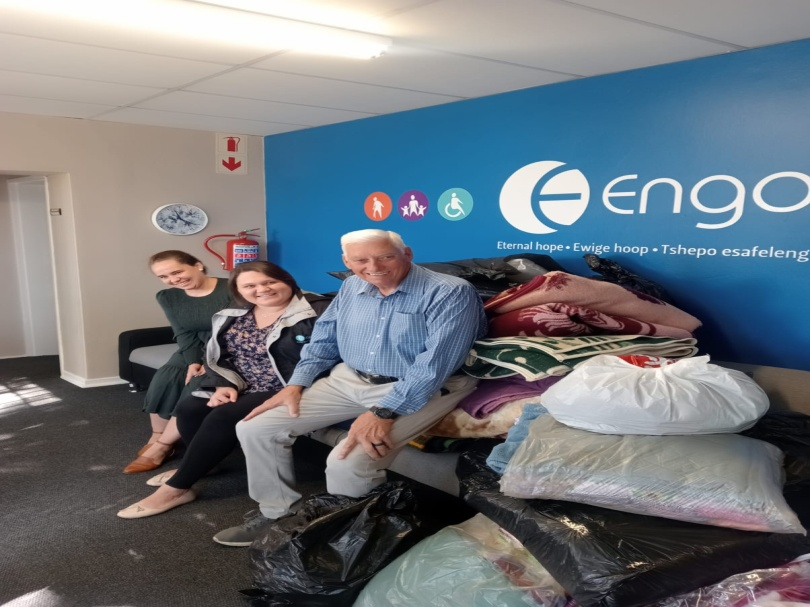 engo
Eternal hope • Ewige hoop • Tshepo esafeleng